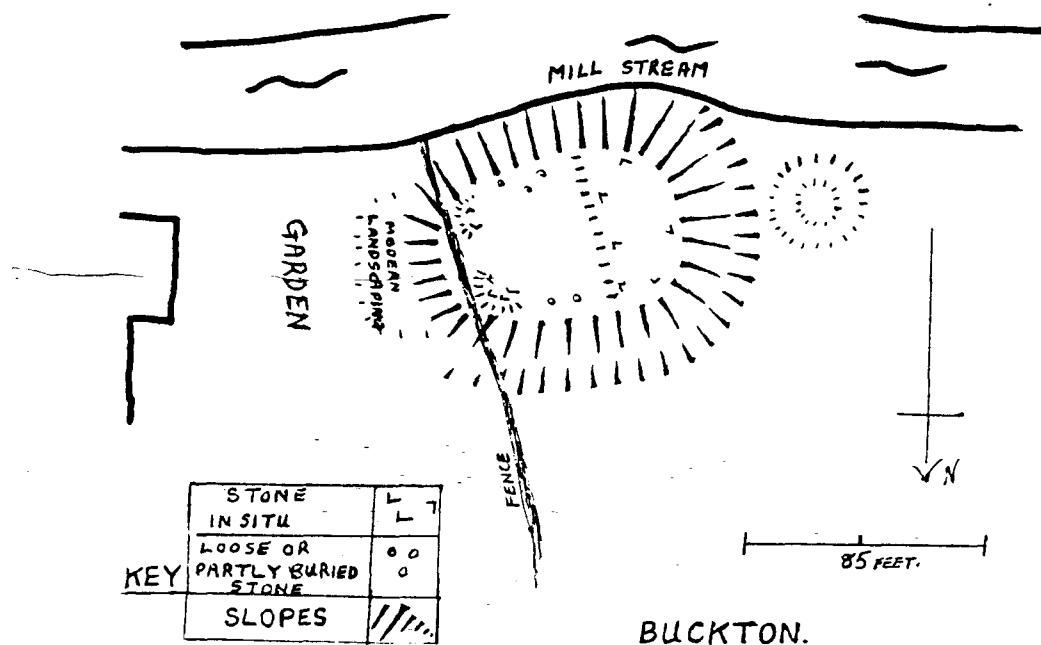 MILL STREAM
GARDEN
MODERN
LANDSCAPING
FENCE
N
85 FEET.
KEY
STONE
IN SITU
LOOSE OR
PARTLY BURIED
STONE
SLOPES
BUCKTON.